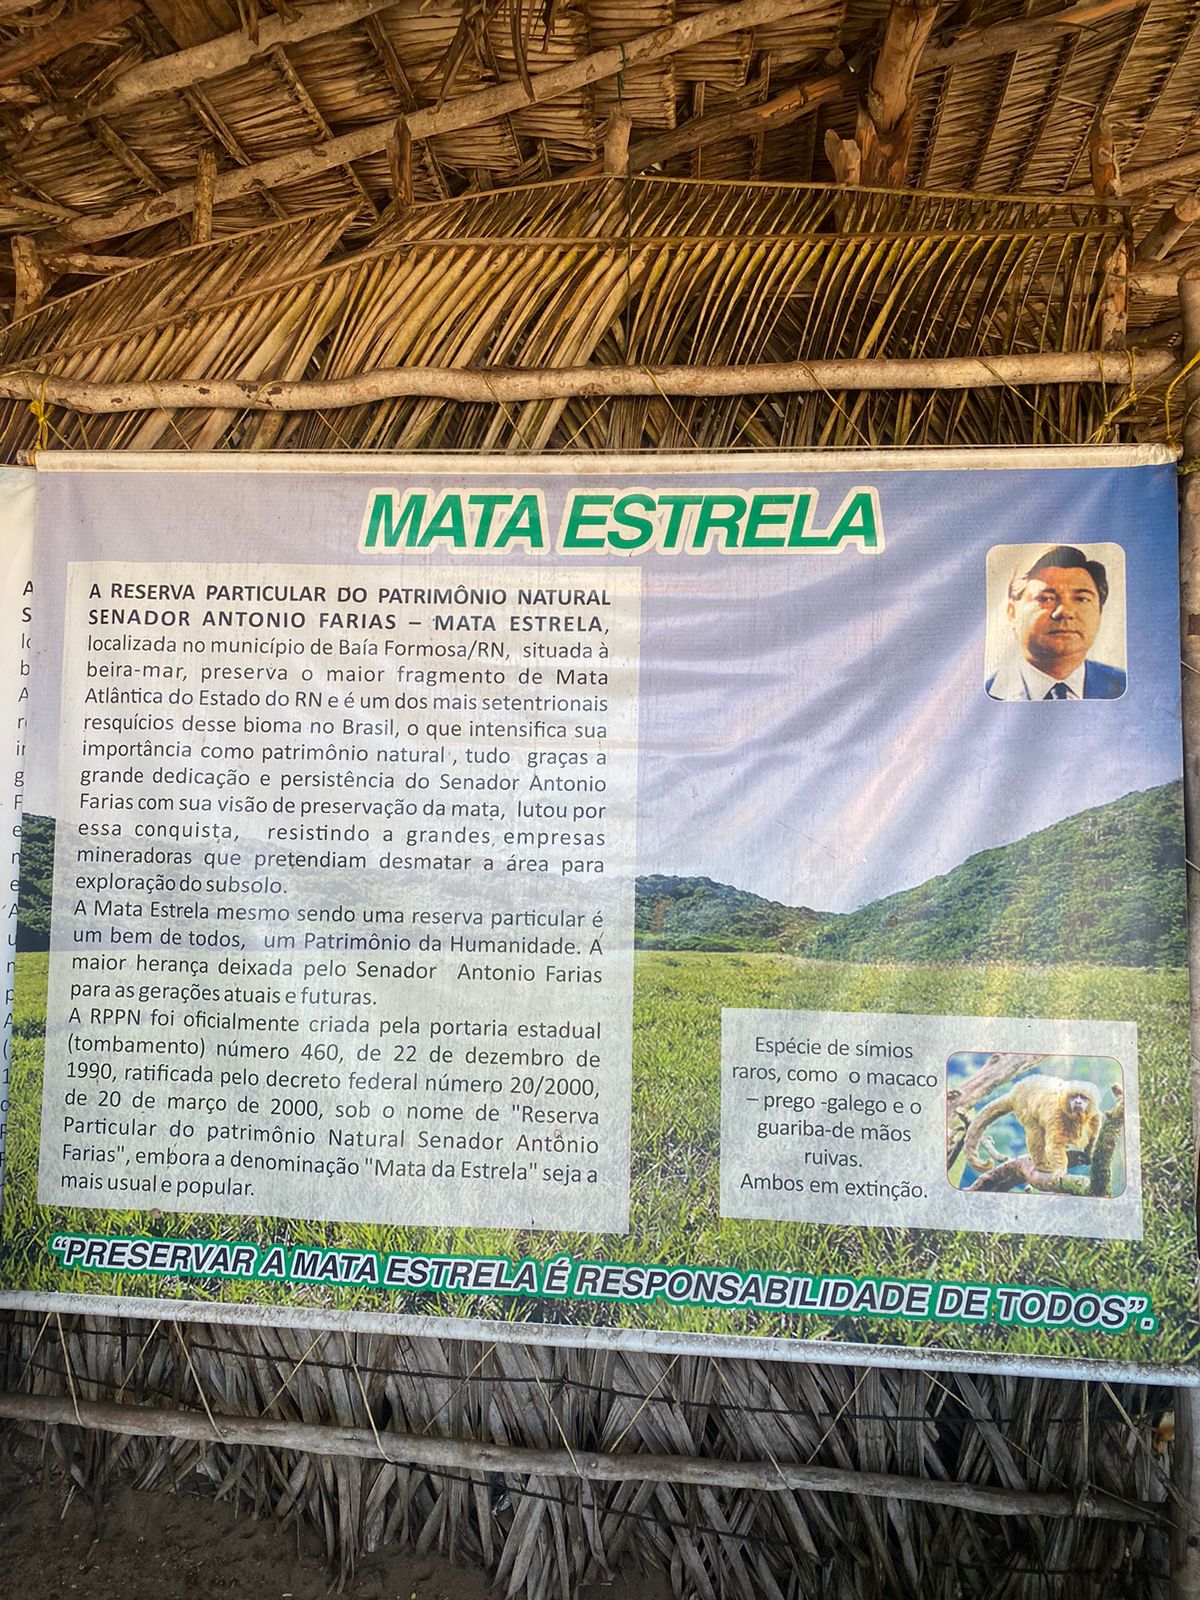 MATA ESTRELA
A RESERVA PARTICULAR DO PATRIMÔNIO NATURAL
SENADOR ANTONIO FARIAS – MATA ESTRELA,
localizada no município de Baía Formosa/RN, situada à
beira-mar, preserva o maior fragmento de Mata
Atlântica do Estado do RN e é um dos mais setentrionais
resquícios desse bioma no Brasil, o que intensifica sua
importância como patrimônio natural , tudo graças a
grande dedicação e persistência do Senador Antonio
Farias com sua visão de preservação da mata, lutou por
essa conquista, resistindo a grandes empresas
mineradoras que pretendiam desmatar a área para
exploração do subsolo.
A Mata Estrela mesmo sendo uma reserva particular é
um bem de todos, um Patrimônio da Humanidade. A
maior herança deixada pelo Senador Antonio Farias
para as gerações atuais e futuras.
A RPPN foi oficialmente criada pela portaria estadual
(tombamento) número 460, de 22 de dezembro de
1990, ratificada pelo decreto federal número 20/2000,
de 20 de março de 2000, sob o nome de "Reserva
Particular do patrimônio Natural Senador Antônio
Farias", embora a denominação "Mata da Estrela" seja a
mais usual e popular.
Espécie de símios
raros, como o macaco
– prego -galego e o
guariba-de mãos
ruivas.
Ambos em extinção.
“PRESERVAR A MATA ESTRELA É RESPONSABILIDADE DE TODOS”.